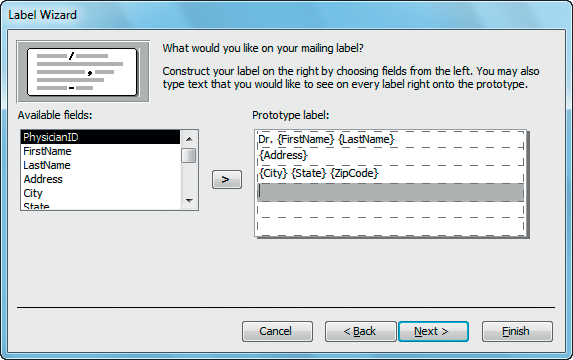 Label Wizard
What would you like on your mailing label?
Construct your label on the right by choosing fields from the left. You may also
type text that you would like to see on every label right onto the prototype.
Available fields:
PhysicianID
FirstName
LastName
Address
City
State
>
Prototype label:
Dr. {FirstName} {LastName}
{Address}
{City} {State} {ZipCode}
Cancel
< Back
Next >
Finish